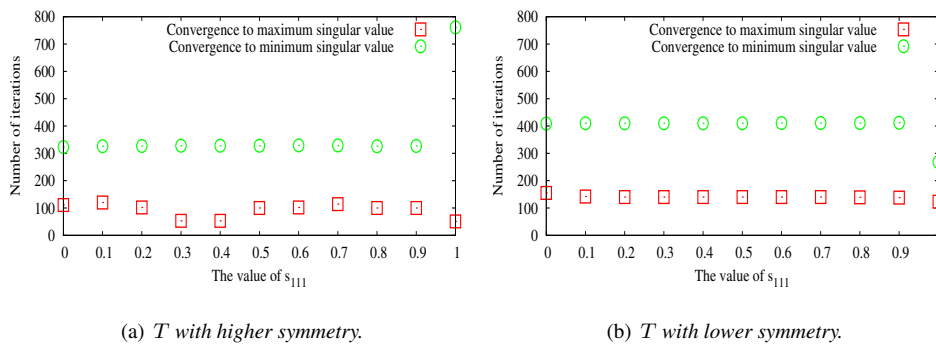 Number of iterations
800
700
600
500
400
300
200
100
0
Convergence to maximum singular value
Convergence to minimum singular value
0 0.1 0.2 0.3 0.4 0.5 0.6 0.7 0.8 0.9 1
The value of s111
(a) T with higher symmetry.
Number of iterations
800
700
600
500
400
300
200
100
0
Convergence to maximum singular value
Convergence to minimum singular value
0 0.1 0.2 0.3 0.4 0.5 0.6 0.7 0.8 0.9
The value of s111
(b) T with lower symmetry.